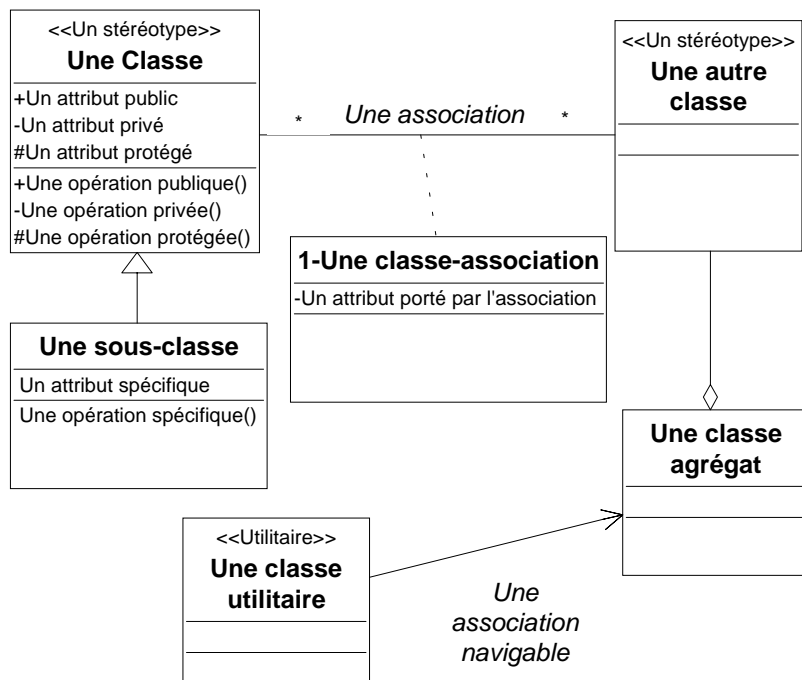 <<Un stéréotype>>
Une Classe
+Un attribut public
-Un attribut privé
#Un attribut protégé
+Une opération publique()
-Une opération privée()
#Une opération protégée()
* Une association *
<<Un stéréotype>>
Une autre
classe
1-Une classe-association
-Un attribut porté par l'association
Une sous-classe
Un attribut spécifique
Une opération spécifique()
Une classe
agrégat
<<Utilitaire>>
Une classe
utilitaire
Une
association
navigable